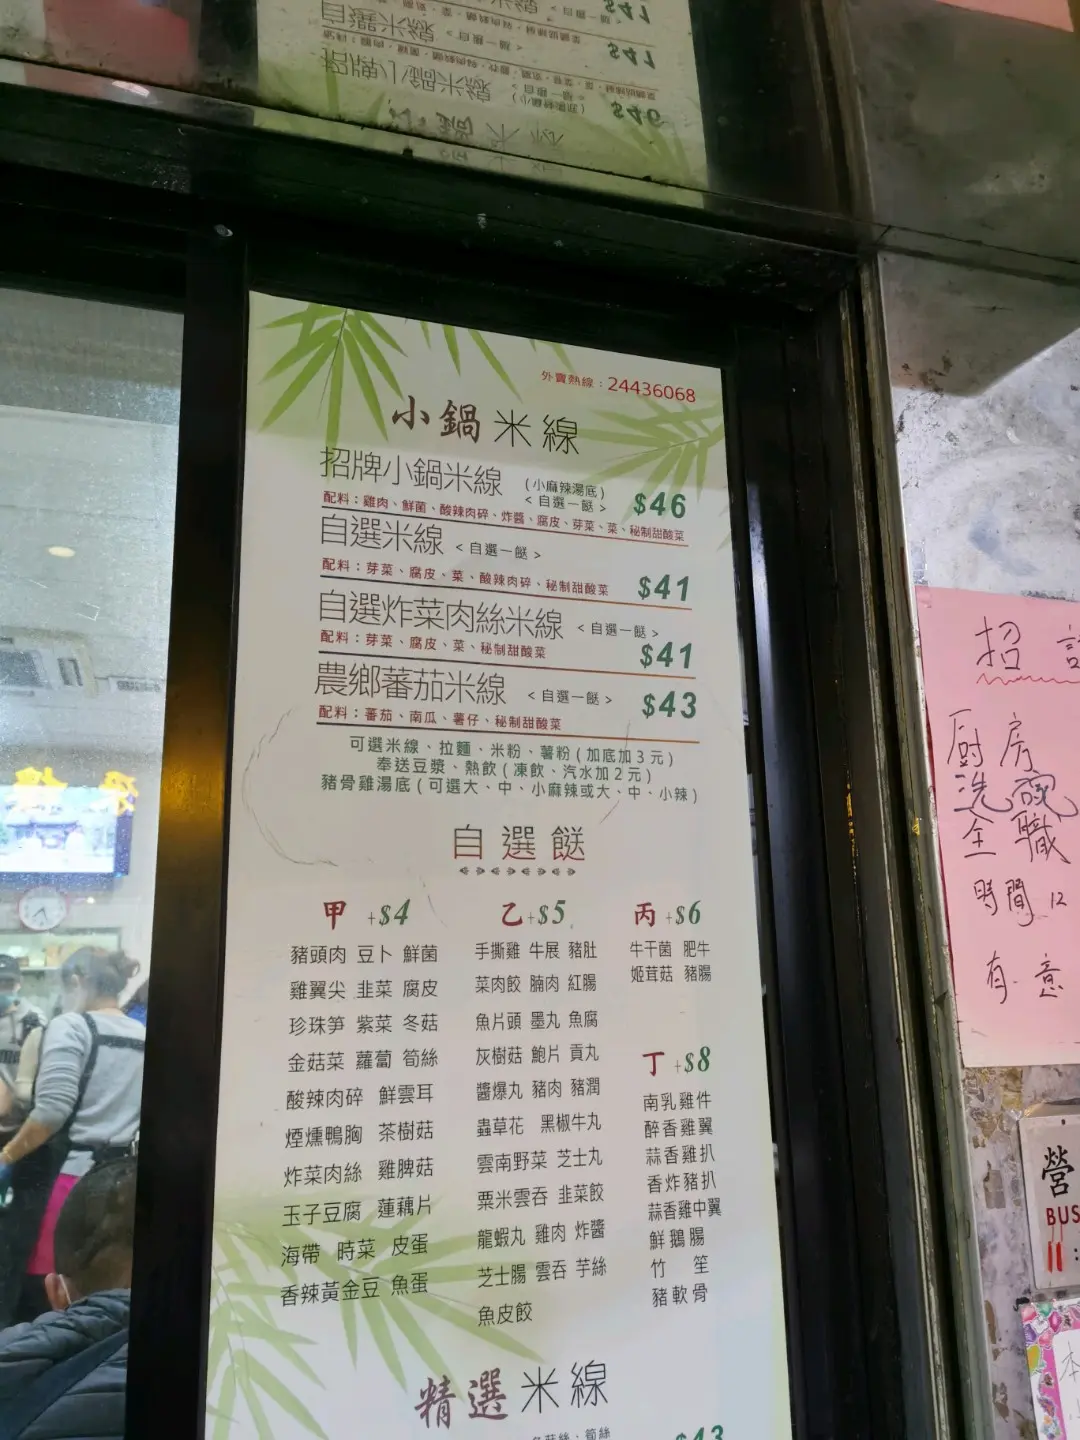 外賣熱線：24436068
小鍋米線
招牌小鍋米線 (小麻辣湯底) <自選一餸> $46
配料：雞肉、鮮菌、酸辣肉碎、炸醬、腐皮、芽菜、菜、秘制甜酸菜
自選米線 <自選一餸> $41
配料：芽菜、腐皮、菜、酸辣肉碎、秘制甜酸菜
自選炸菜肉絲米線 <自選一餸> $41
配料：芽菜、腐皮、菜、秘制甜酸菜
農鄉蕃茄米線 <自選一餸> $43
配料：蕃茄、南瓜、薯仔、秘制甜酸菜
可選米線、拉麵、米粉、薯粉(加底加3元)
奉送豆漿、熱飲(凍飲、汽水加2元)
豬骨雞湯底(可選大、中、小麻辣或大、中、小辣)
自選餸
甲 +$4
豬頭肉 豆卜 鮮菌
雞翼尖 韭菜 腐皮
珍珠筍 紫菜 冬菇
金菇菜 蘿蔔 筍絲
酸辣肉碎 鮮雲耳
煙燻鴨胸 茶樹菇
炸菜肉絲 雞脾菇
玉子豆腐 蓮藕片
海帶 時菜 皮蛋
香辣黃金豆 魚蛋
乙 +$5
手撕雞 牛展 豬肚
菜肉餃 腩肉 紅腸
魚片頭 墨丸 魚腐
灰樹菇 鮑片 貢丸
醬爆丸 豬肉 豬潤
蟲草花 黑椒牛丸
雲南野菜 芝士丸
粟米雲吞 韭菜餃
龍蝦丸 雞肉 炸醬
芝士腸 雲吞 芋絲
魚皮餃
丙 +$6
牛干菌 肥牛
姬茸菇 豬腸
丁 +$8
南乳雞件
醉香雞翼
蒜香雞扒
香炸豬扒
蒜香雞中翼
鮮鵝腸
竹笙
豬軟骨
精選米線
招
厨房
洗碗
全職
時間 12
有意
營
BUS